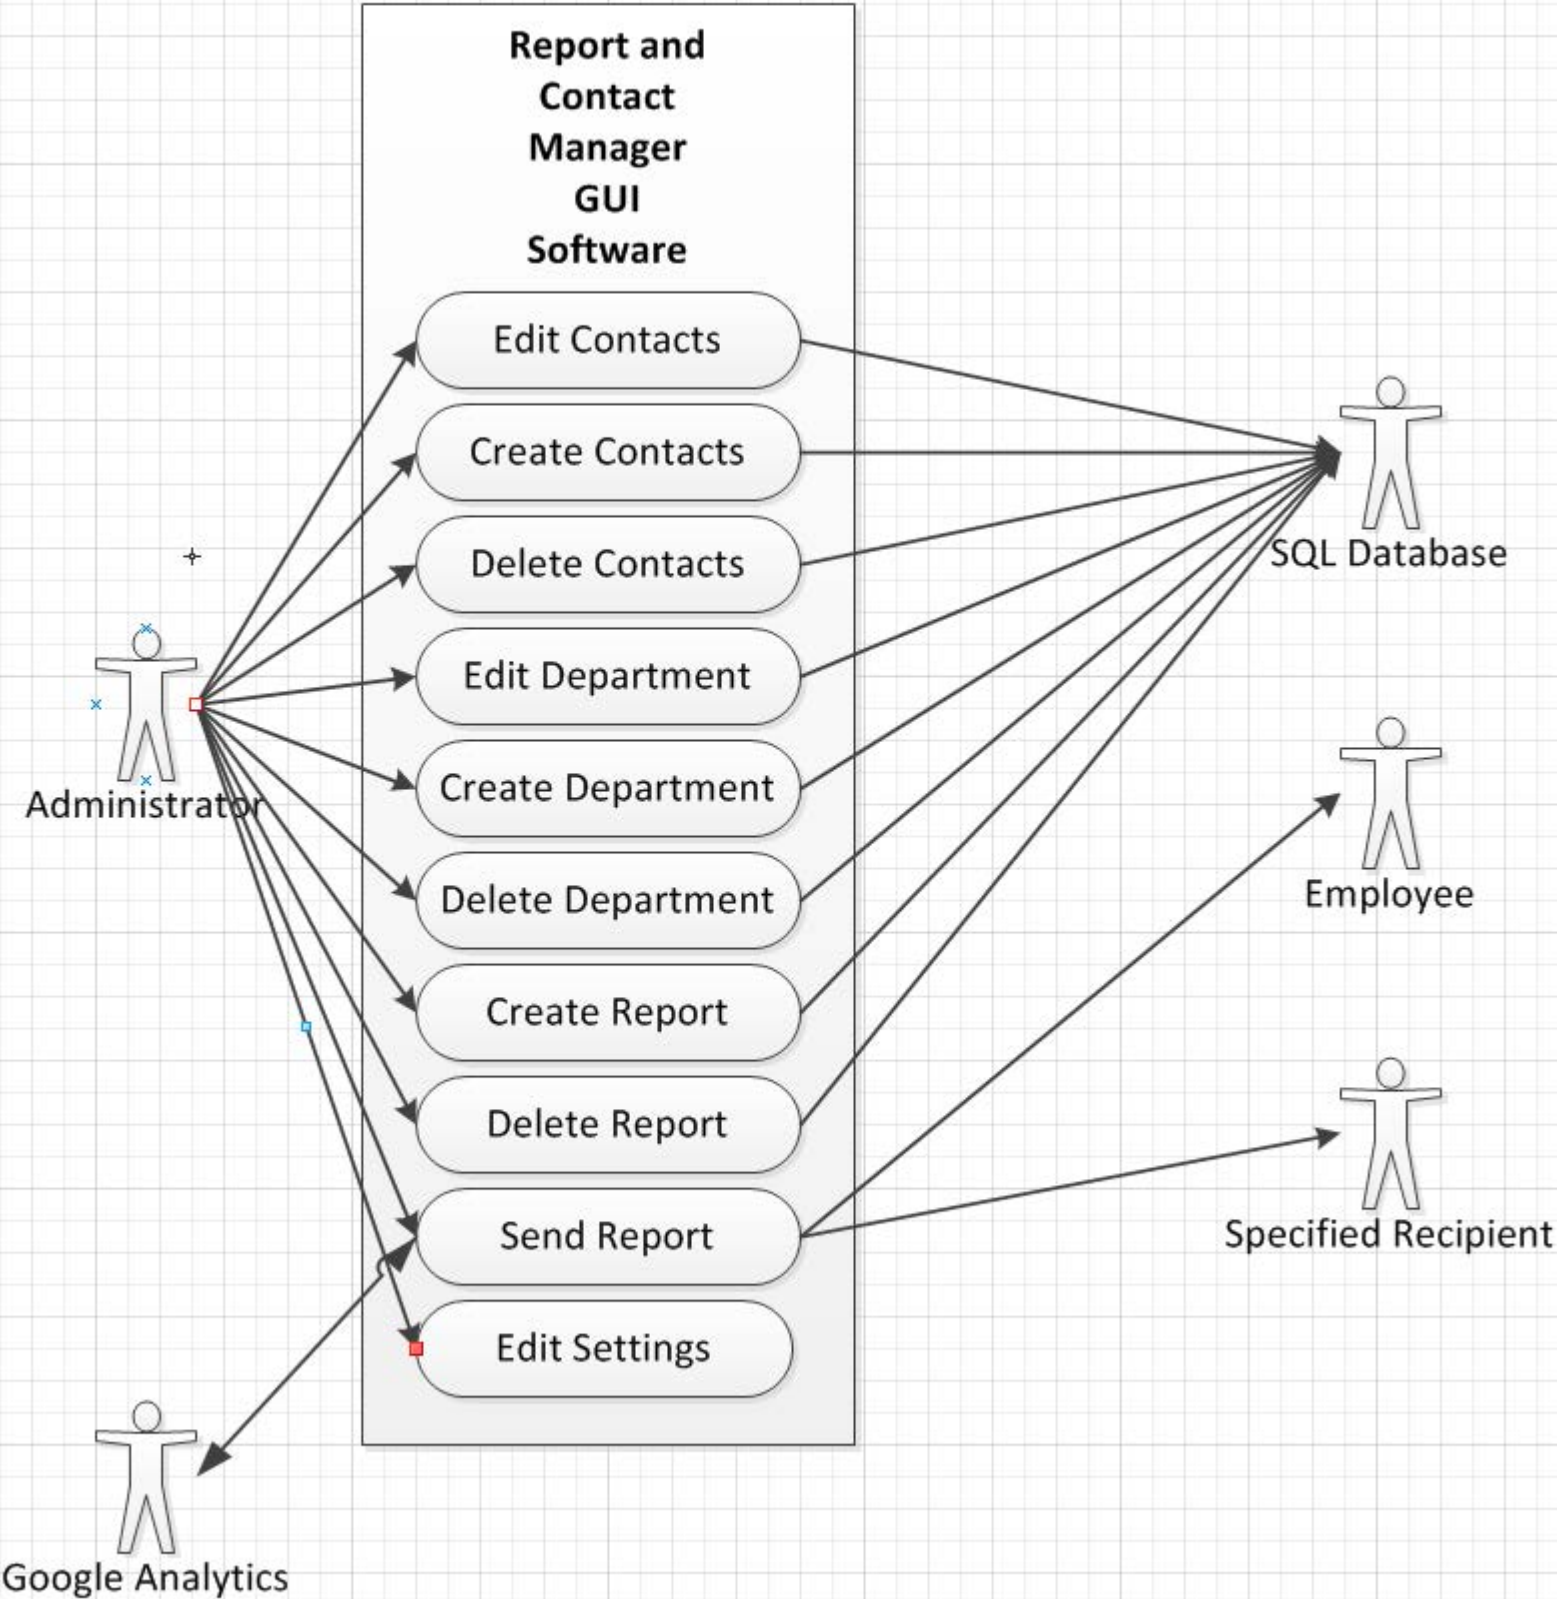 Report and
Contact
Manager
GUI
Software
Edit Contacts
Create Contacts
Delete Contacts
Edit Department
Create Department
Delete Department
Create Report
Delete Report
Send Report
Edit Settings
Administrator
Google Analytics
SQL Database
Employee
Specified Recipient